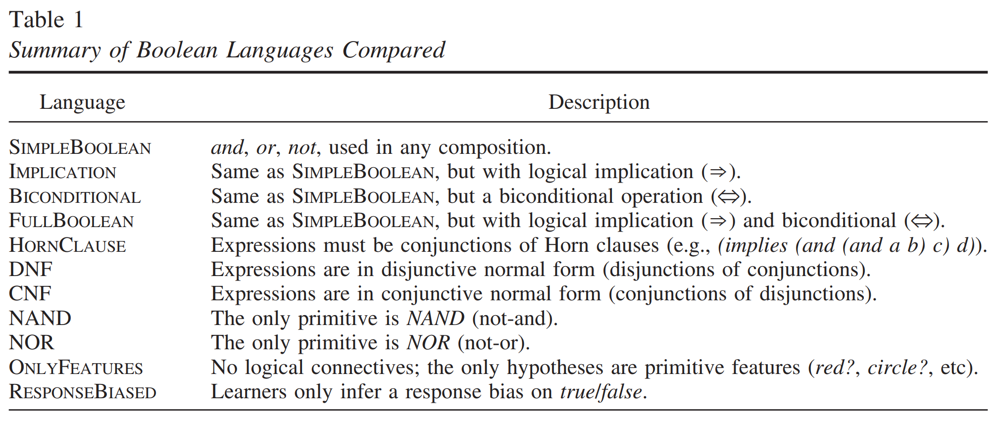 Table 1
Summary of Boolean Languages Compared
Language Description
SIMPLEBOOLEAN and, or, not, used in any composition.
IMPLICATION Same as SIMPLEBOOLEAN, but with logical implication (⇒).
BICONDITIONAL Same as SIMPLEBOOLEAN, but a biconditional operation (⇔).
FULLBOOLEAN Same as SIMPLEBOOLEAN, but with logical implication (⇒) and biconditional (⇔).
HORNCLAUSE Expressions must be conjunctions of Horn clauses (e.g., (implies (and (and a b) c) d)).
DNF Expressions are in disjunctive normal form (disjunctions of conjunctions).
CNF Expressions are in conjunctive normal form (conjunctions of disjunctions).
NAND The only primitive is NAND (not-and).
NOR The only primitive is NOR (not-or).
ONLYFEATURES No logical connectives; the only hypotheses are primitive features (red?, circle?, etc).
RESPONSEBIASED Learners only infer a response bias on true/false.